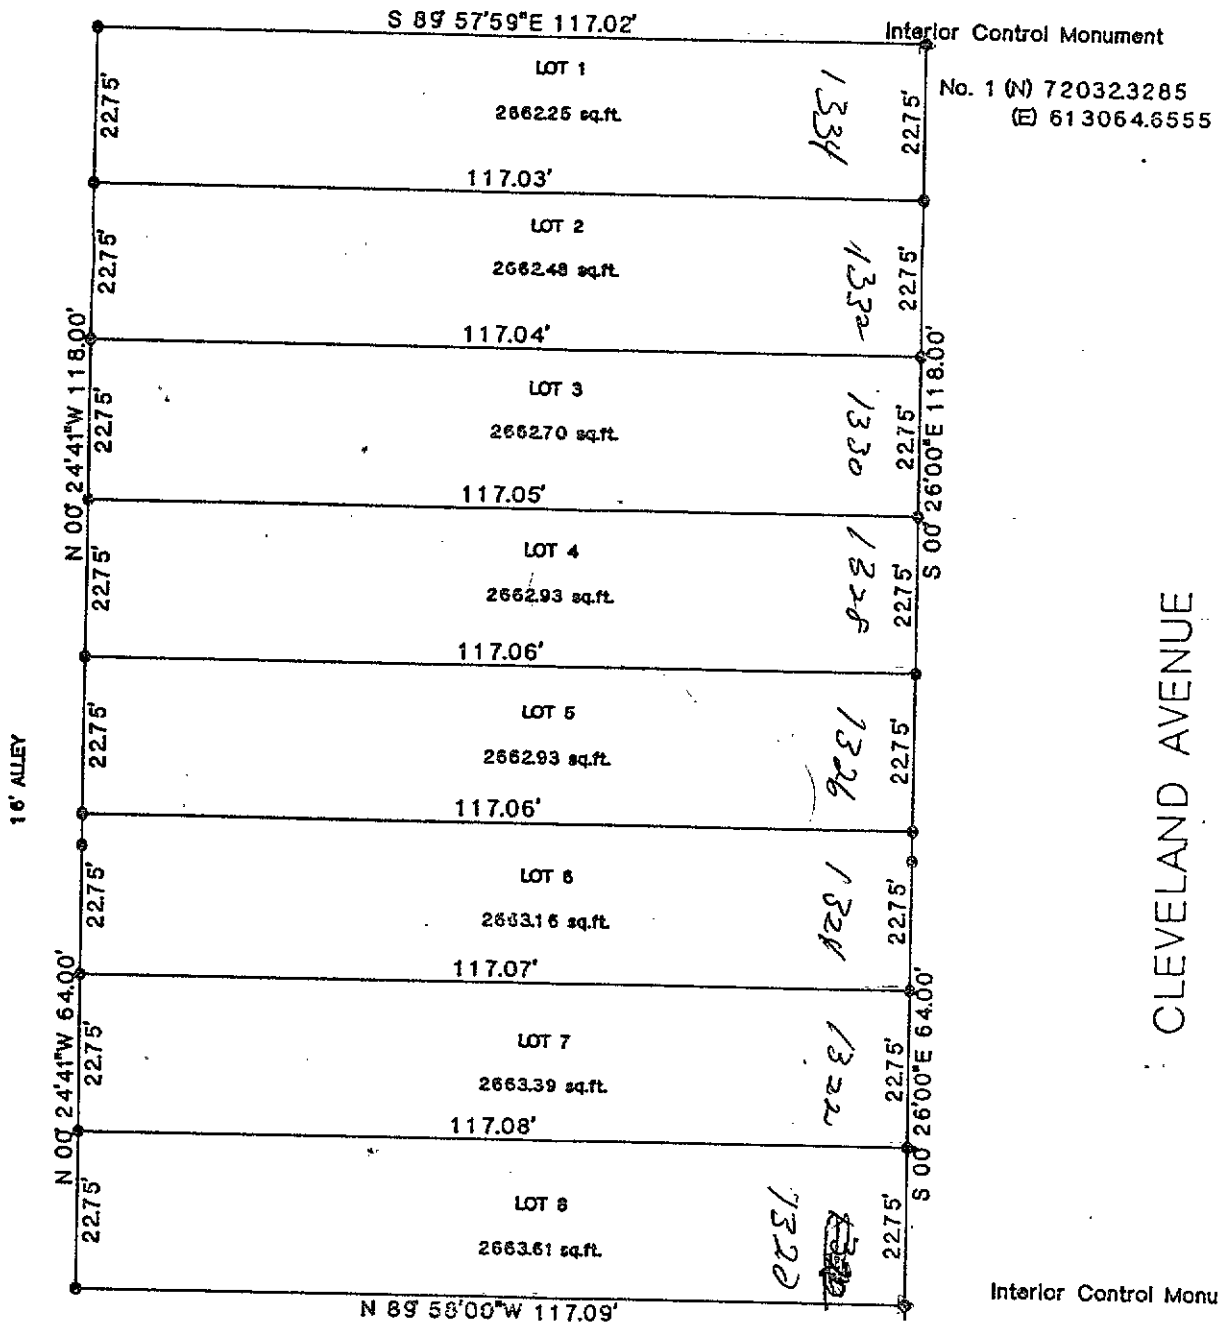 S 89° 57'59"E 117.02'
Interior Control Monument
No. 1 (N) 720323.3285
(E) 613064.6555
LOT 1
2662.25 sq.ft.
22.75'
1334
22.75'
117.03'
LOT 2
2662.48 sq.ft.
22.75'
1332
22.75'
117.04'
N 00° 24'41"W 118.00'
S 00° 26'00"E 118.00'
LOT 3
2662.70 sq.ft.
22.75'
1330
22.75'
117.05'
LOT 4
2662.93 sq.ft.
22.75'
1328
22.75'
117.06'
LOT 5
2662.93 sq.ft.
22.75'
1326
22.75'
117.06'
16' ALLEY
CLEVELAND AVENUE
LOT 6
2663.16 sq.ft.
22.75'
1324
22.75'
117.07'
N 00° 24'41"W 64.00'
S 00° 26'00"E 64.00'
LOT 7
2663.39 sq.ft.
22.75'
1322
22.75'
117.08'
LOT 8
2663.61 sq.ft.
22.75'
1320
22.75'
N 89° 58'00"W 117.09'
Interior Control Monu